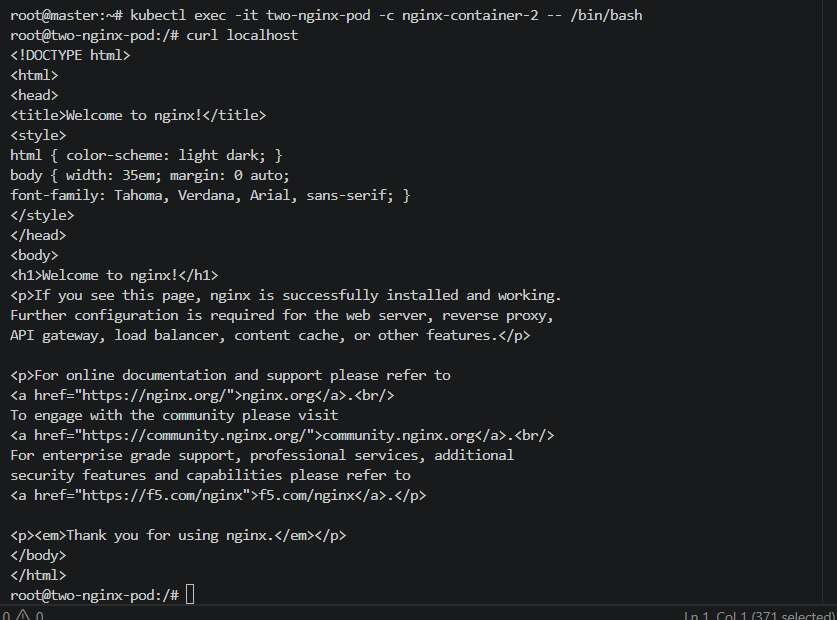 root@master:~# kubectl exec -it two-nginx-pod -c nginx-container-2 -- /bin/bash
root@two-nginx-pod:/# curl localhost
<!DOCTYPE html>
<html>
<head>
<title>Welcome to nginx!</title>
<style>
html { color-scheme: light dark; }
body { width: 35em; margin: 0 auto;
font-family: Tahoma, Verdana, Arial, sans-serif; }
</style>
</head>
<body>
<h1>Welcome to nginx!</h1>
<p>If you see this page, nginx is successfully installed and working.
Further configuration is required for the web server, reverse proxy,
API gateway, load balancer, content cache, or other features.</p>

<p>For online documentation and support please refer to
<a href="https://nginx.org/">nginx.org</a>.<br/>
To engage with the community please visit
<a href="https://community.nginx.org/">community.nginx.org</a>.<br/>
For enterprise grade support, professional services, additional
security features and capabilities please refer to
<a href="https://f5.com/nginx">f5.com/nginx</a>.</p>

<p><em>Thank you for using nginx.</em></p>
</body>
</html>
root@two-nginx-pod:/#
0 0 Ln 1, Col 1 (371 selected)